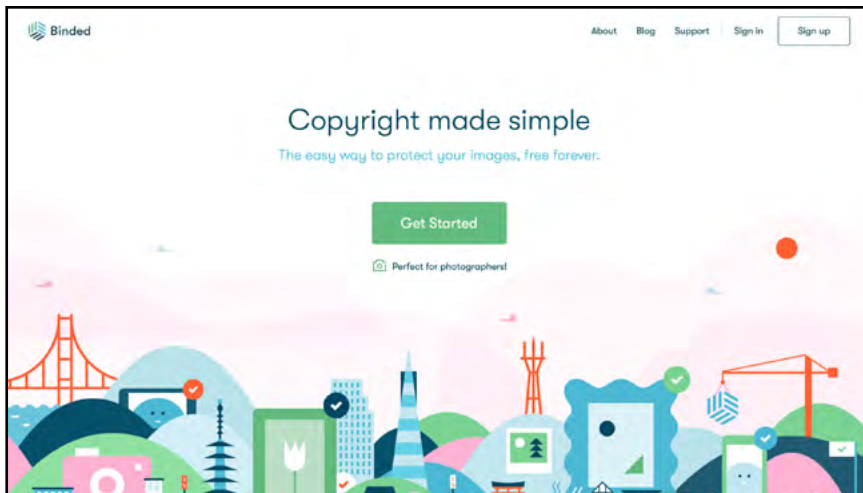 Binded
About Blog Support Sign in Sign up
Copyright made simple
The easy way to protect your images, free forever.
Get Started
Perfect for photographers!